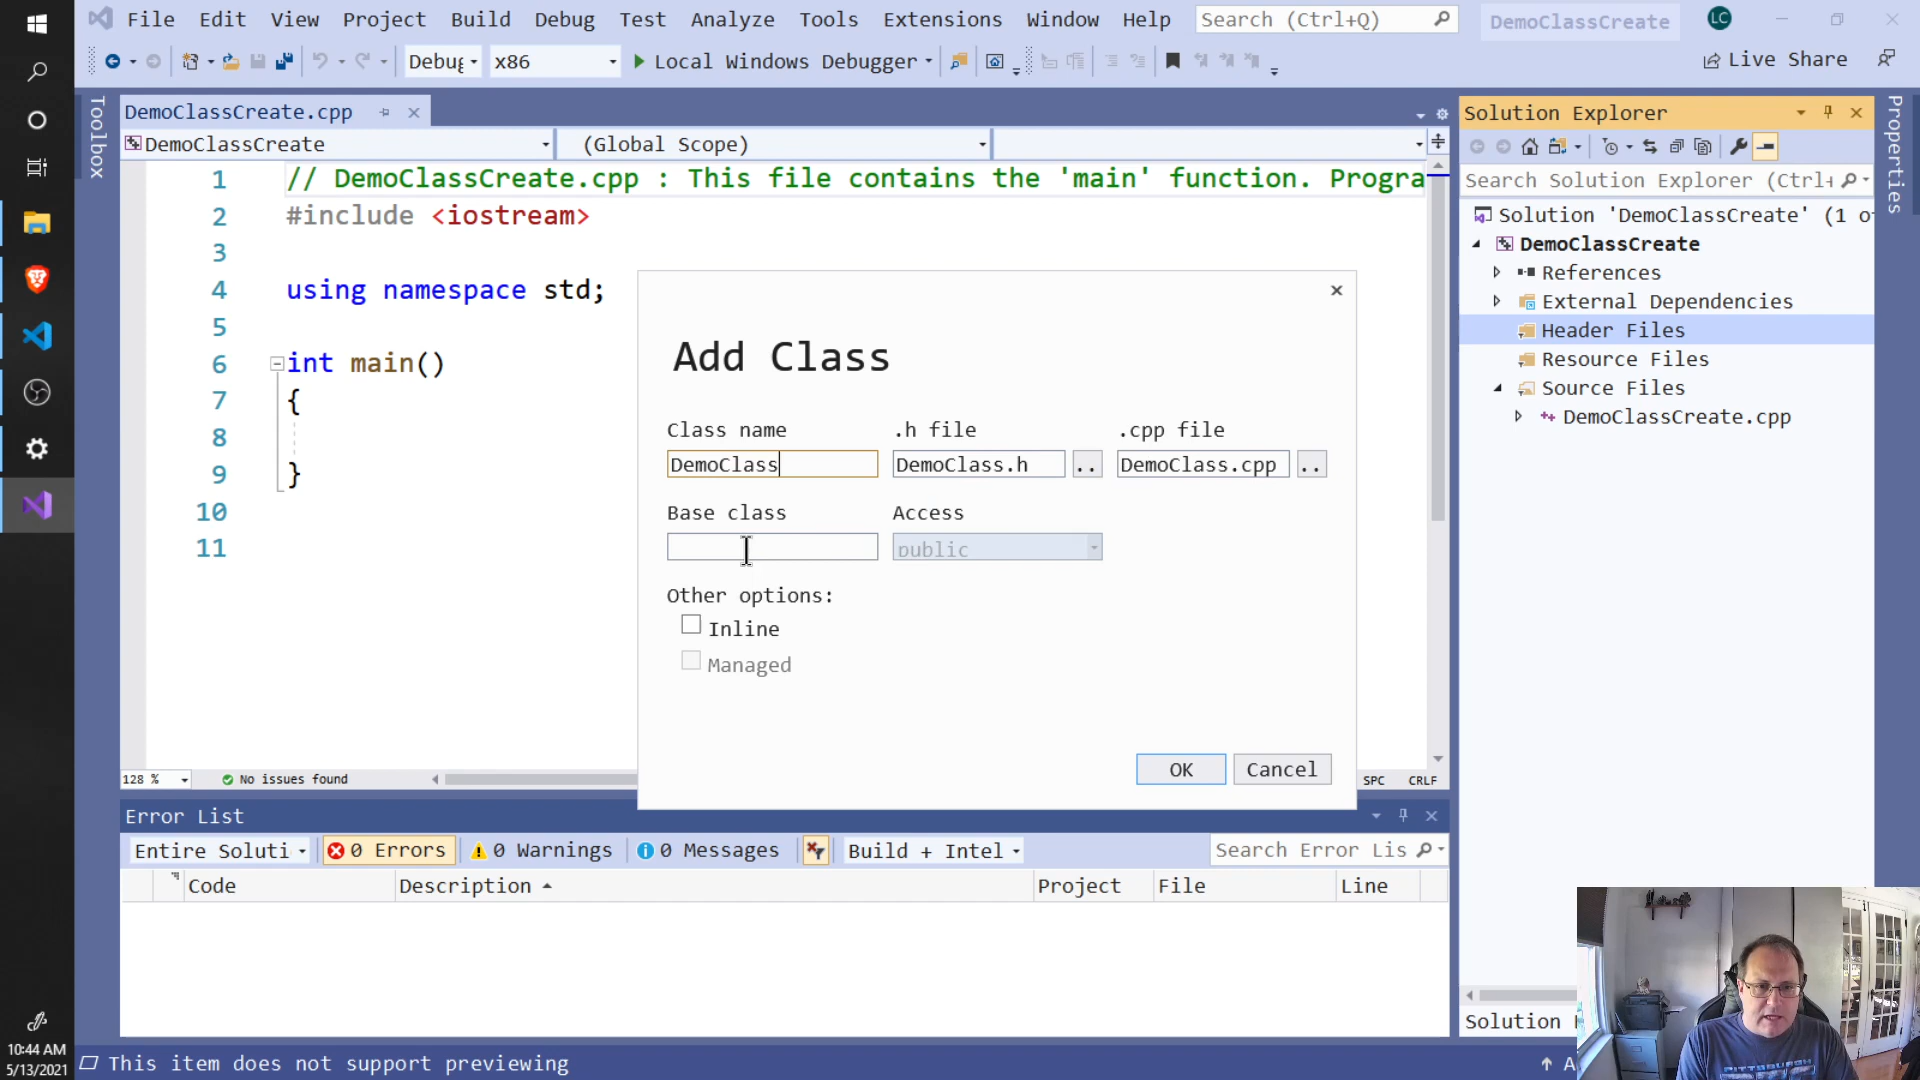 File Edit View Project Build Debug Test Analyze Tools Extensions Window Help Search (Ctrl+Q) DemoClassCreate LC
Debug x86 Local Windows Debugger Live Share
Toolbox
DemoClassCreate.cpp
DemoClassCreate (Global Scope)
1 // DemoClassCreate.cpp : This file contains the 'main' function. Progra
2 #include <iostream>
3
4 using namespace std;
5
6 int main()
7 {
8
9 }
10
11
Add Class
Class name .h file .cpp file
DemoClass DemoClass.h .. DemoClass.cpp ..
Base class Access
public
Other options:
Inline
Managed
OK Cancel
128 % No issues found SPC CRLF
Error List
Entire Soluti 0 Errors 0 Warnings 0 Messages Build + Intel Search Error Lis
Code Description Project File Line
Solution Explorer
Search Solution Explorer (Ctrl+
Solution 'DemoClassCreate' (1 o
DemoClassCreate
References
External Dependencies
Header Files
Resource Files
Source Files
DemoClassCreate.cpp
Properties
Solution
10:44 AM
5/13/2021
This item does not support previewing